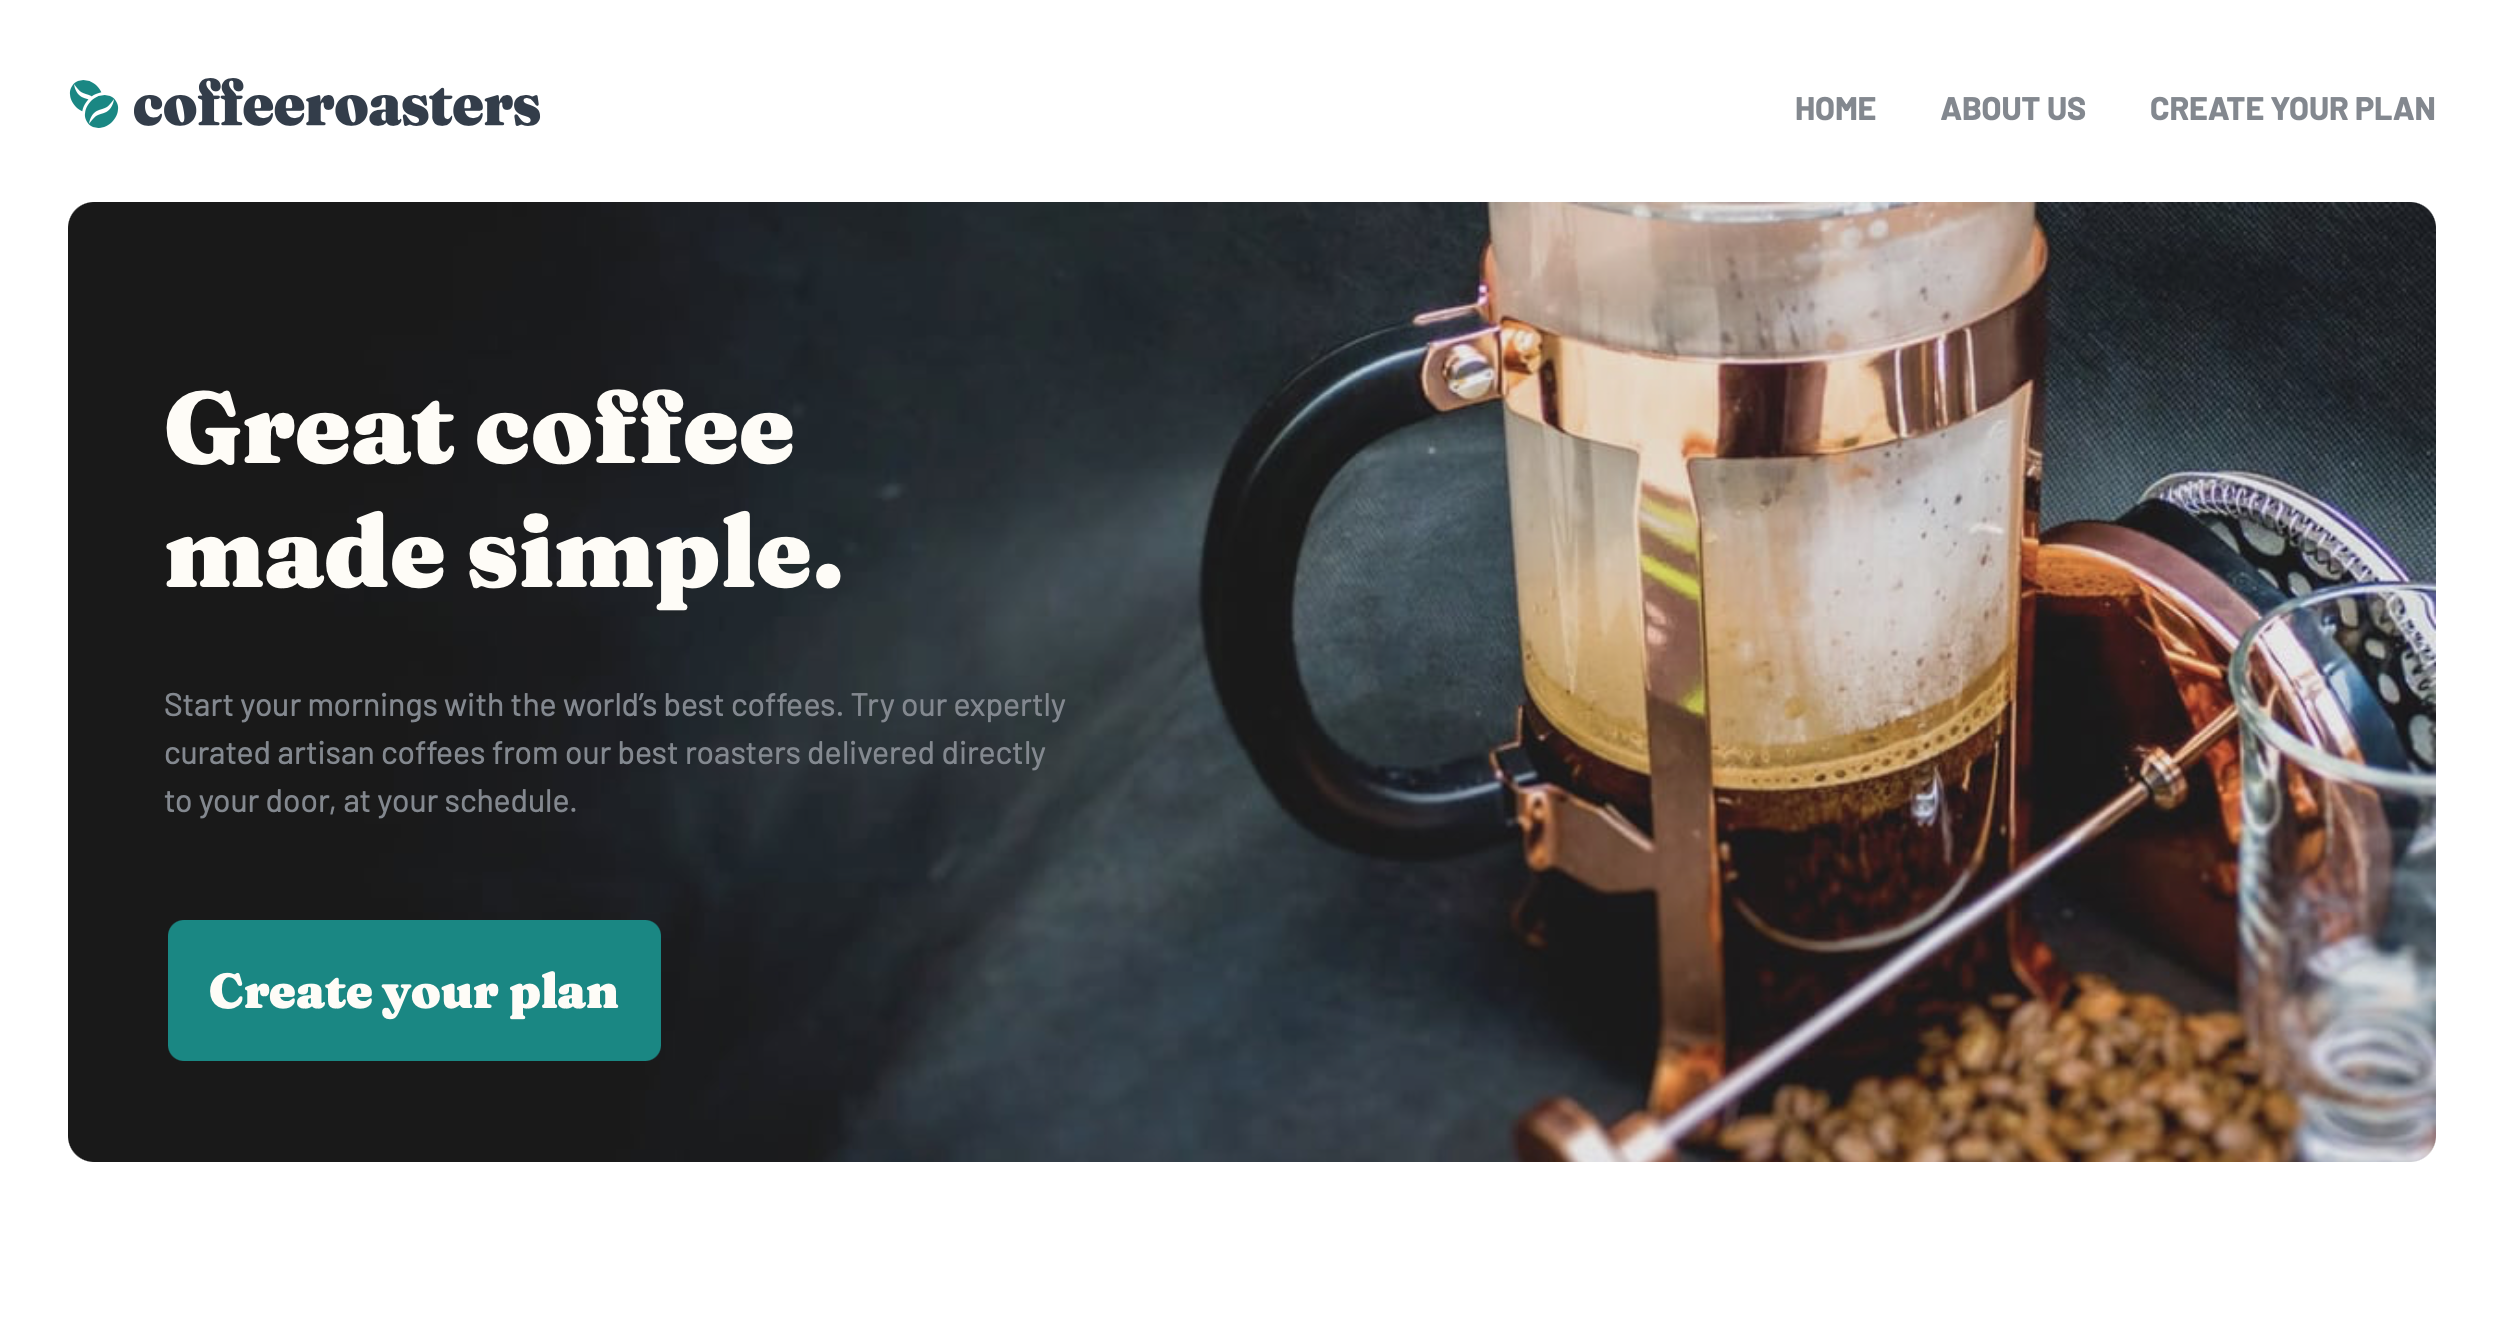 coffeeroasters
HOME
ABOUT US
CREATE YOUR PLAN
Great coffee
made simple.
Start your mornings with the world’s best coffees. Try our expertly
curated artisan coffees from our best roasters delivered directly
to your door, at your schedule.
Create your plan